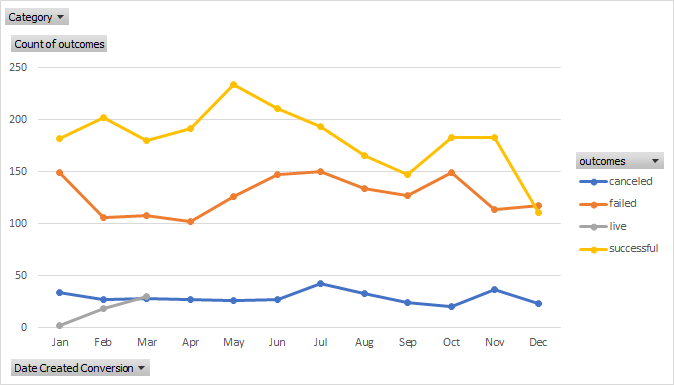 Category
Count of outcomes
250
200
150
100
50
0
Jan Feb Mar Apr May Jun Jul Aug Sep Oct Nov Dec
outcomes
canceled
failed
live
successful
Date Created Conversion